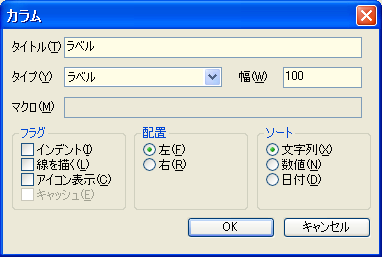 カラム
タイトル(T) ラベル
タイプ(Y) ラベル 幅(W) 100
マクロ(M)
フラグ 配置 ソート
インデント(I) 左(F) 文字列(X)
線を描く(L) 右(R) 数値(N)
アイコン表示(C) 日付(D)
キャッシュ(E)
OK キャンセル